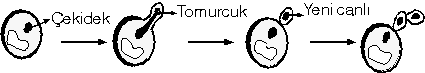 Çekidek
Tomurcuk
Yeni canlı